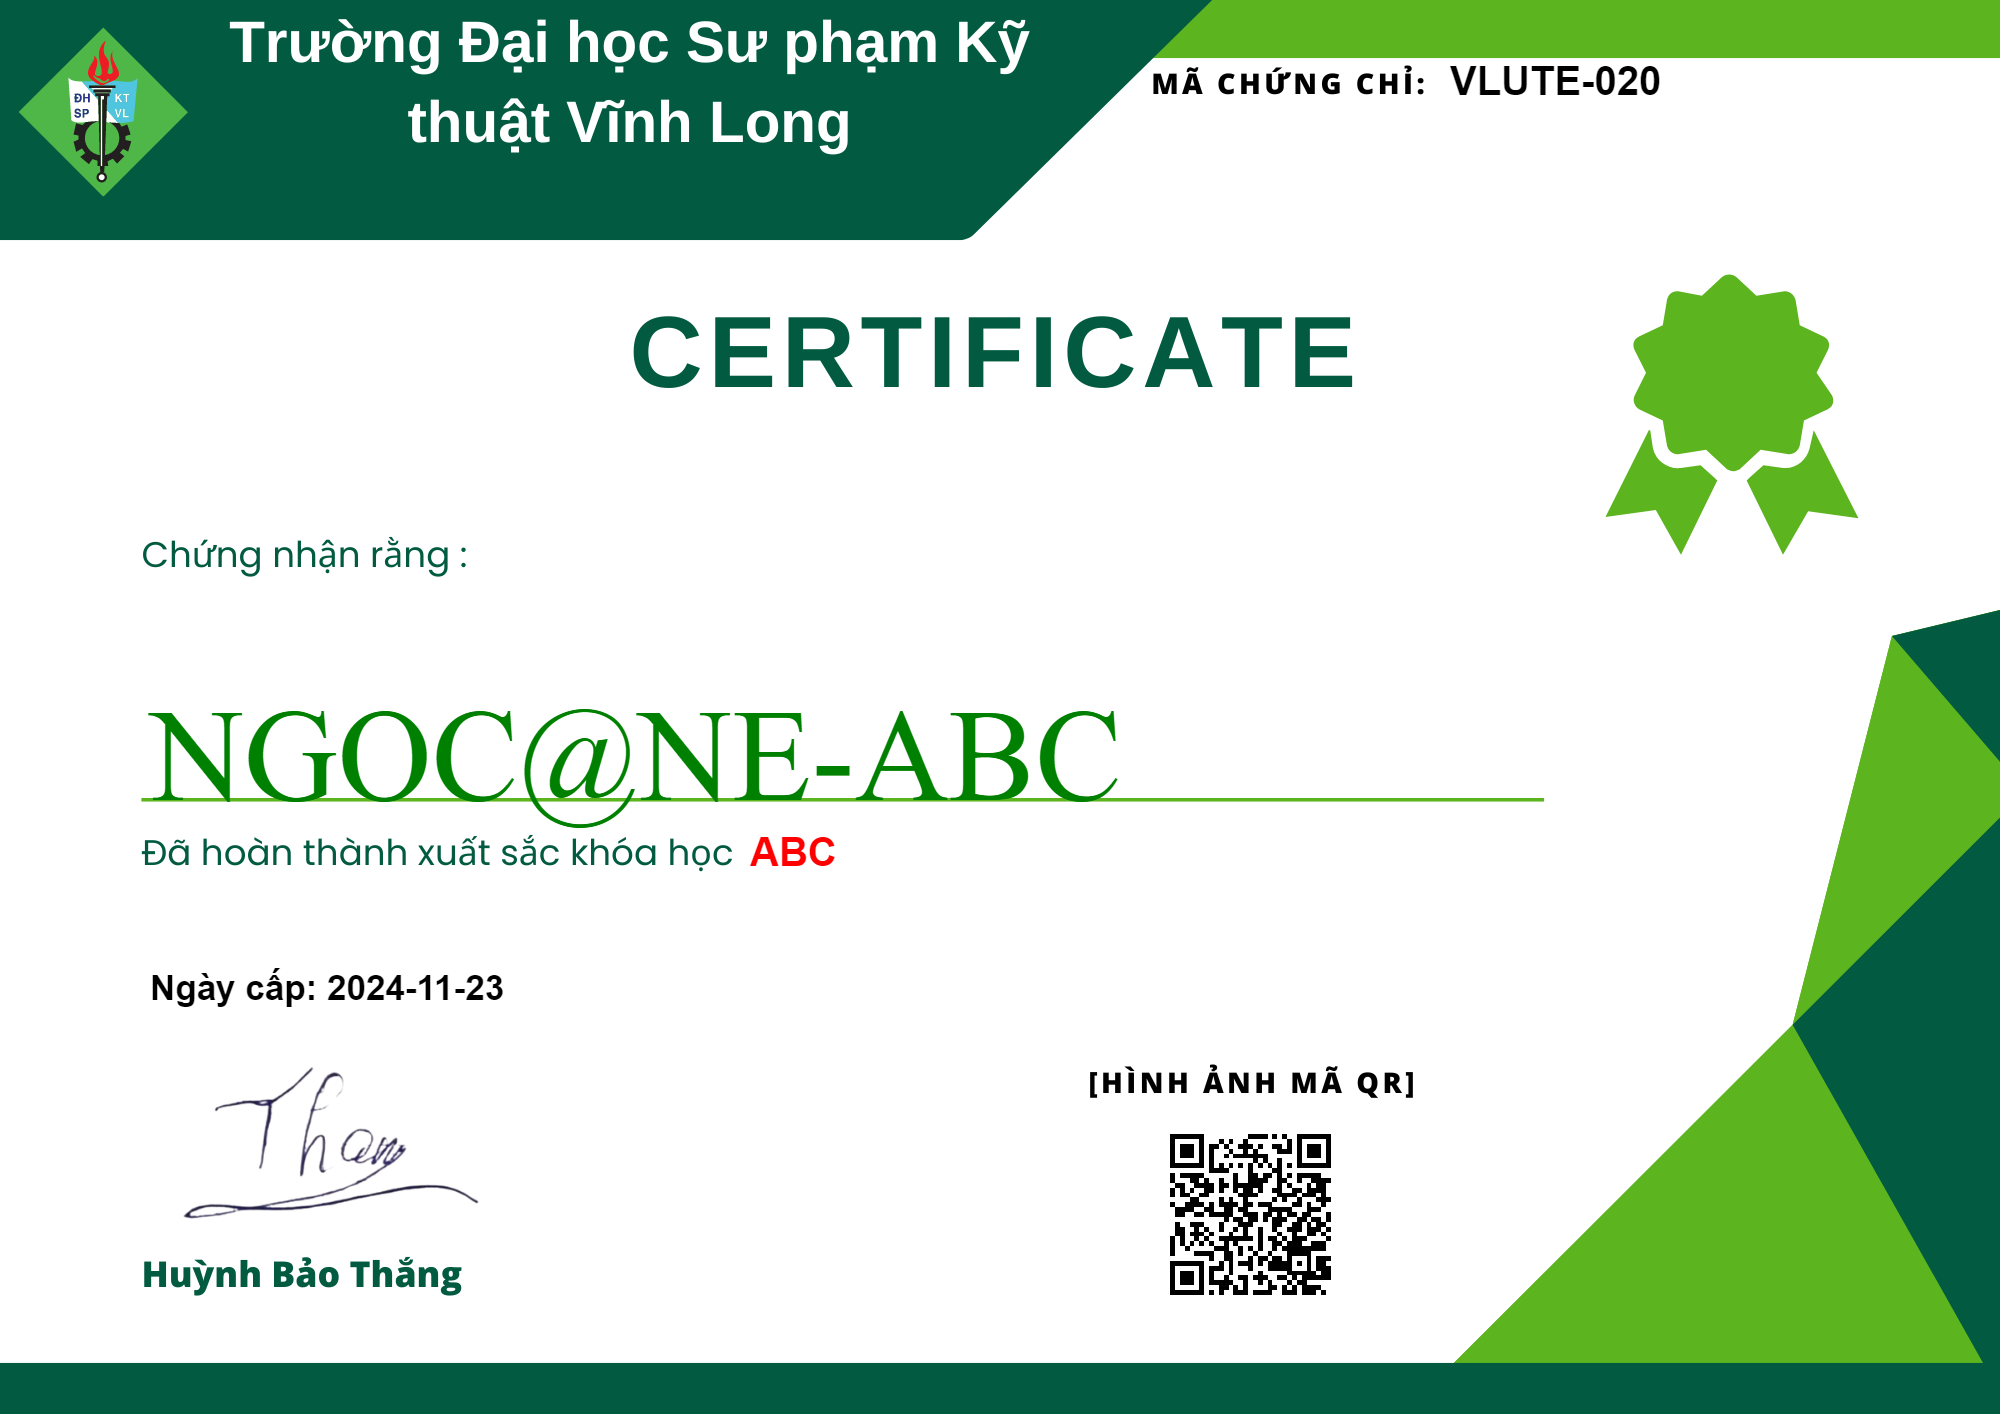 Trường Đại học Sư phạm Kỹ
thuật Vĩnh Long
ĐH KT
SP VL
MÃ CHỨNG CHỈ: VLUTE-020
CERTIFICATE
Chứng nhận rằng :
NGOC@NE-ABC
Đã hoàn thành xuất sắc khóa học ABC
Ngày cấp: 2024-11-23
[HÌNH ẢNH MÃ QR]
Thang
Huỳnh Bảo Thắng